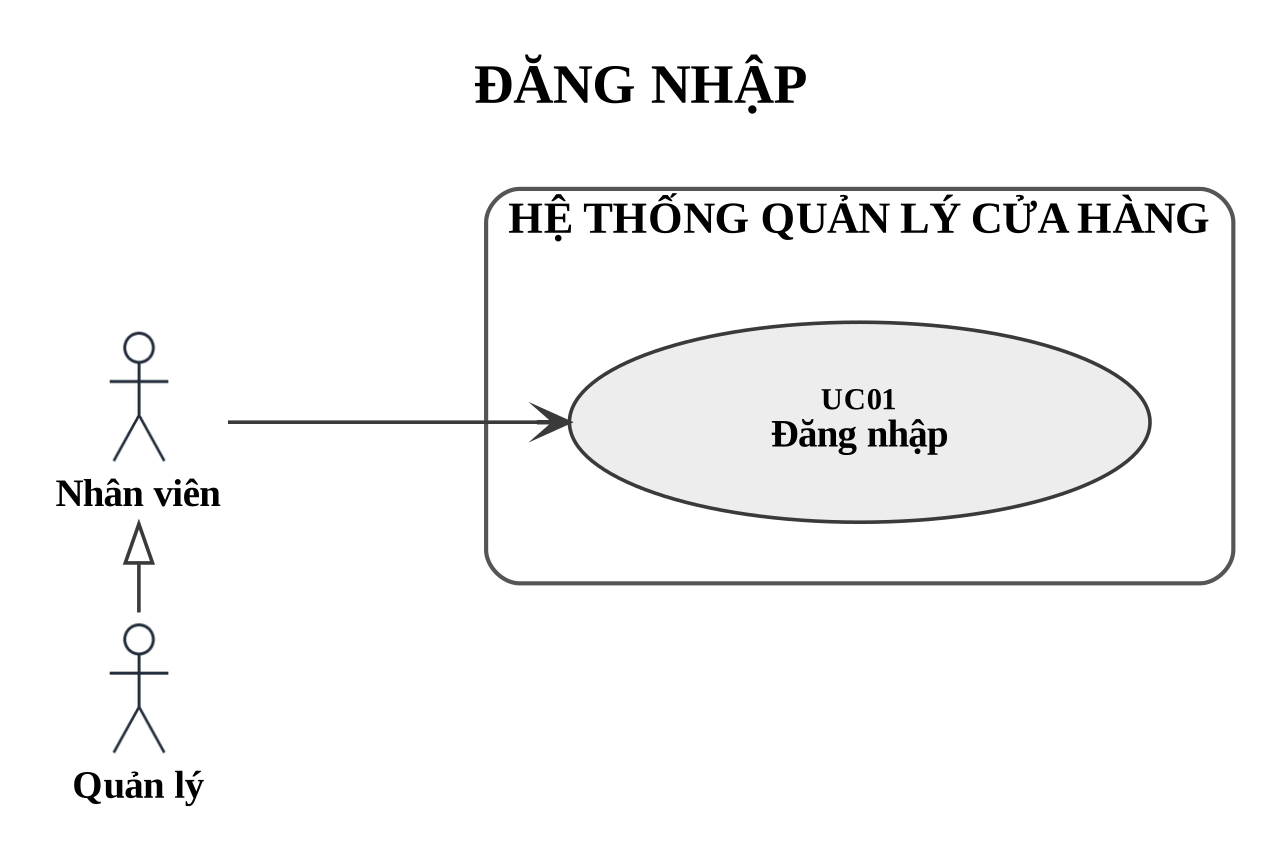 ĐĂNG NHẬP
HỆ THỐNG QUẢN LÝ CỬA HÀNG
UC01
Đăng nhập
Nhân viên
Quản lý